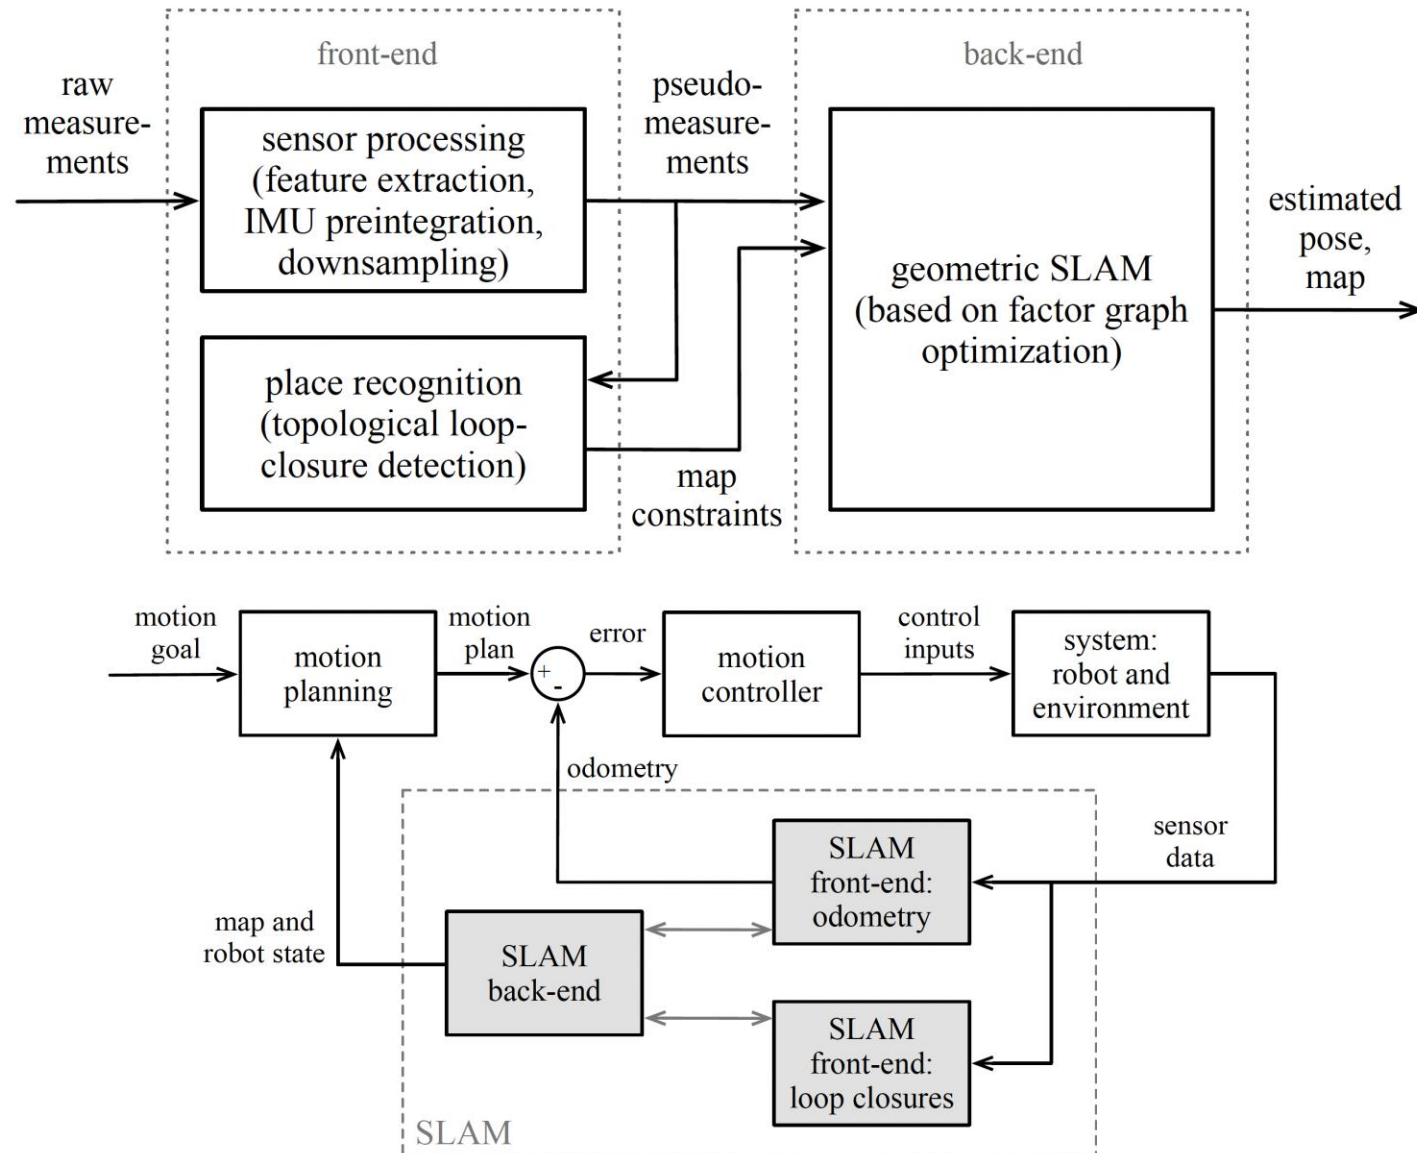 front-end
back-end
raw
measure-
ments
sensor processing
(feature extraction,
IMU preintegration,
downsampling)
pseudo-
measure-
ments
place recognition
(topological loop-
closure detection)
map
constraints
geometric SLAM
(based on factor graph
optimization)
estimated
pose,
map
motion
goal
motion
planning
motion
plan
+
-
error
motion
controller
control
inputs
system:
robot and
environment
odometry
sensor
data
SLAM
front-end:
odometry
map and
robot state
SLAM
back-end
SLAM
front-end:
loop closures
SLAM